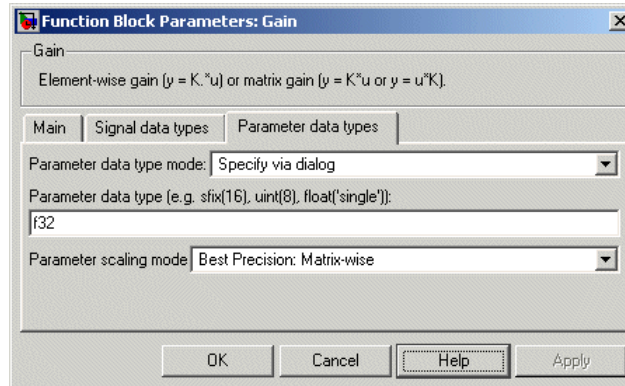 Function Block Parameters: Gain
Gain
Element-wise gain (y = K.*u) or matrix gain (y = K*u or y = u*K).
Main Signal data types Parameter data types
Parameter data type mode: Specify via dialog
Parameter data type (e.g. sfix(16), uint(8), float('single')):
f32
Parameter scaling mode Best Precision: Matrix-wise
OK Cancel Help Apply